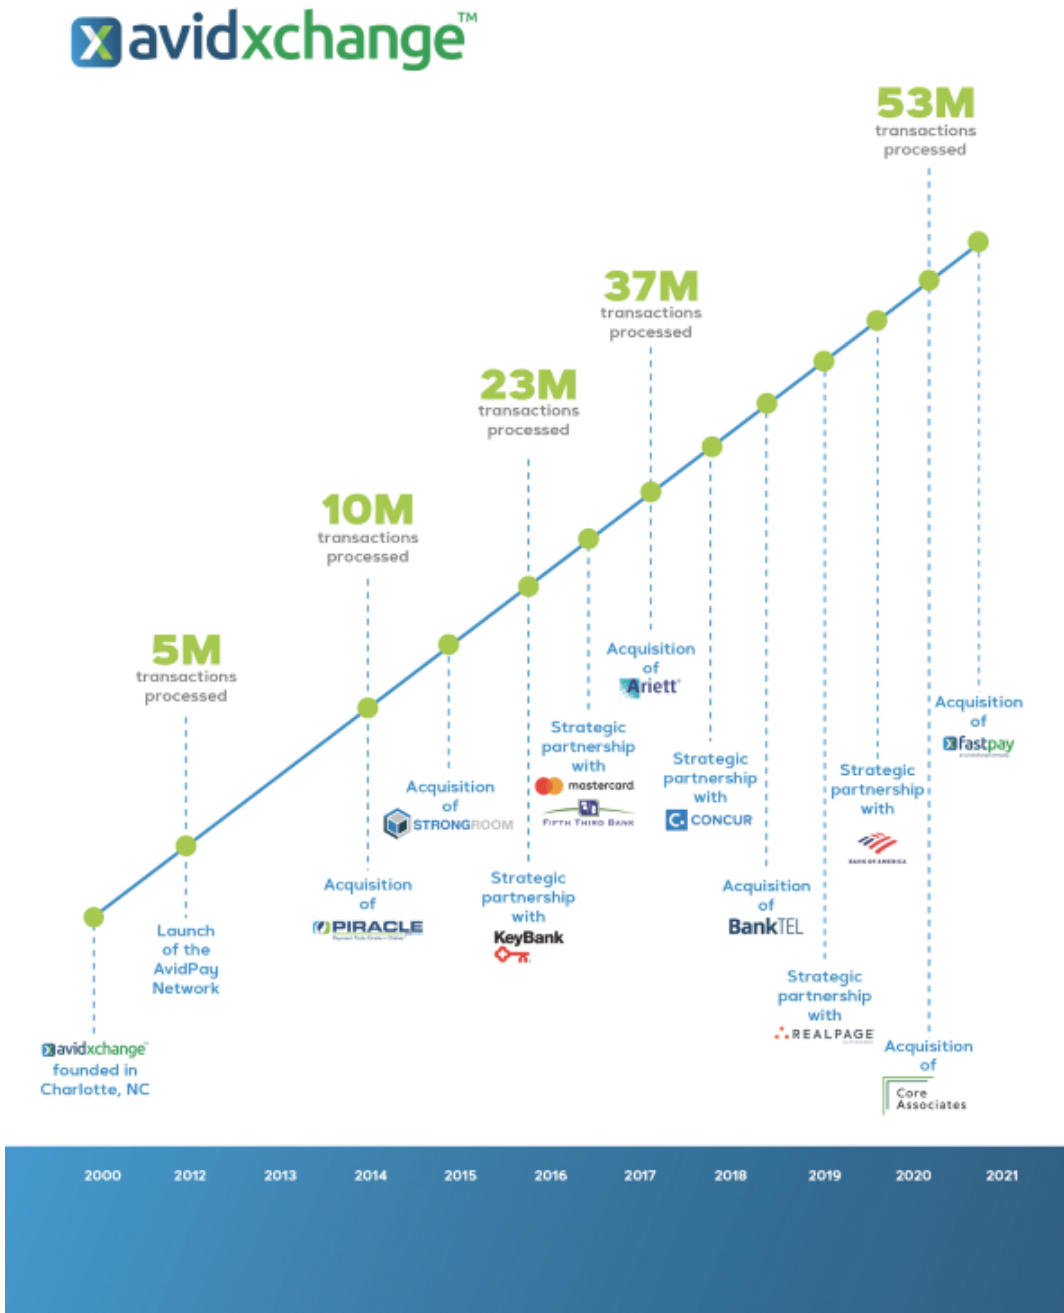 avidxchange™
53M
transactions
processed
37M
transactions
processed
23M
transactions
processed
10M
transactions
processed
5M
transactions
processed
Acquisition
of
Ariett
Acquisition
of
fastpay
Strategic
partnership
with
mastercard
FIFTH THIRD BANK
Strategic
partnership
with
CONCUR
Strategic
partnership
with
BANK OF AMERICA
Acquisition
of
STRONGROOM
Strategic
partnership
with
KeyBank
Acquisition
of
PIRACLE
Acquisition
of
BankTEL
Launch
of the
AvidPay
Network
Strategic
partnership
with
REALPAGE
avidxchange™
founded in
Charlotte, NC
Acquisition
of
Core
Associates
2000 2012 2013 2014 2015 2016 2017 2018 2019 2020 2021